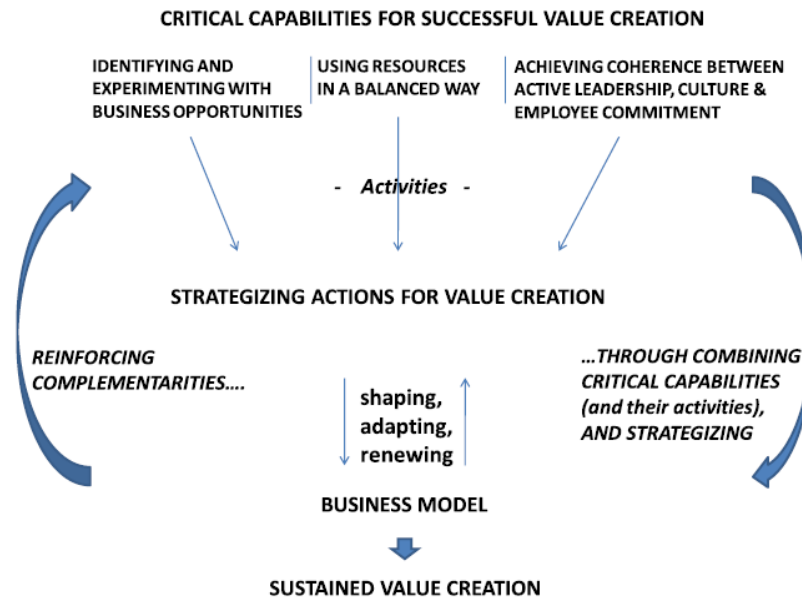 CRITICAL CAPABILITIES FOR SUCCESSFUL VALUE CREATION
IDENTIFYING AND
EXPERIMENTING WITH
BUSINESS OPPORTUNITIES
USING RESOURCES
IN A BALANCED WAY
ACHIEVING COHERENCE BETWEEN
ACTIVE LEADERSHIP, CULTURE &
EMPLOYEE COMMITMENT
- Activities -
STRATEGIZING ACTIONS FOR VALUE CREATION
REINFORCING
COMPLEMENTARITIES....
shaping,
adapting,
renewing
...THROUGH COMBINING
CRITICAL CAPABILITIES
(and their activities),
AND STRATEGIZING
BUSINESS MODEL
SUSTAINED VALUE CREATION